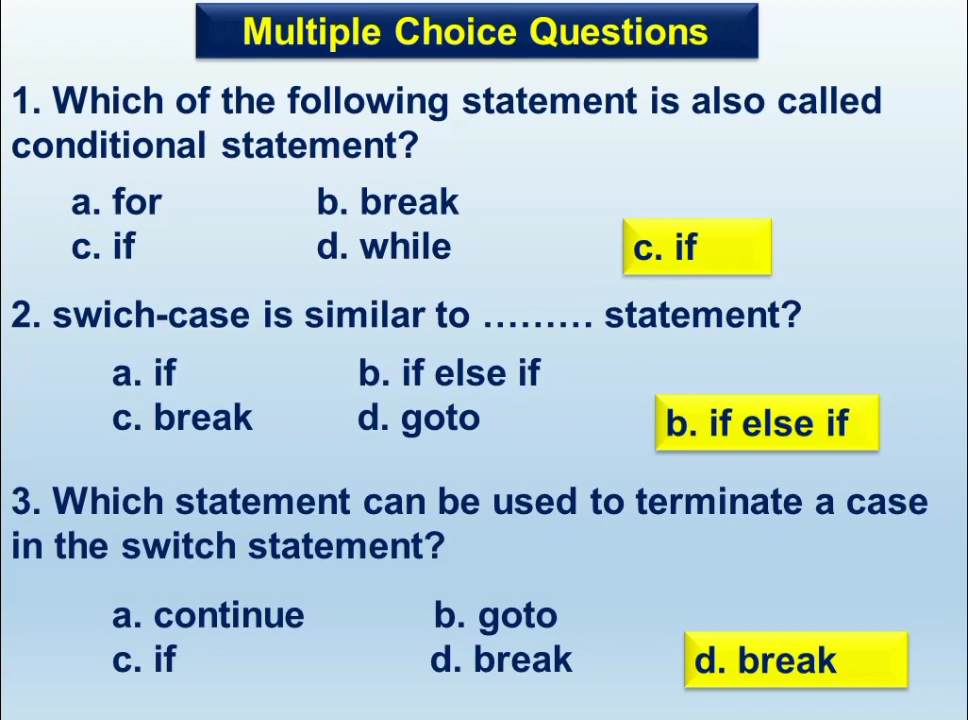 Multiple Choice Questions
1. Which of the following statement is also called
conditional statement?
a. for b. break
c. if d. while c. if
2. swich-case is similar to ......... statement?
a. if b. if else if
c. break d. goto b. if else if
3. Which statement can be used to terminate a case
in the switch statement?
a. continue b. goto
c. if d. break d. break